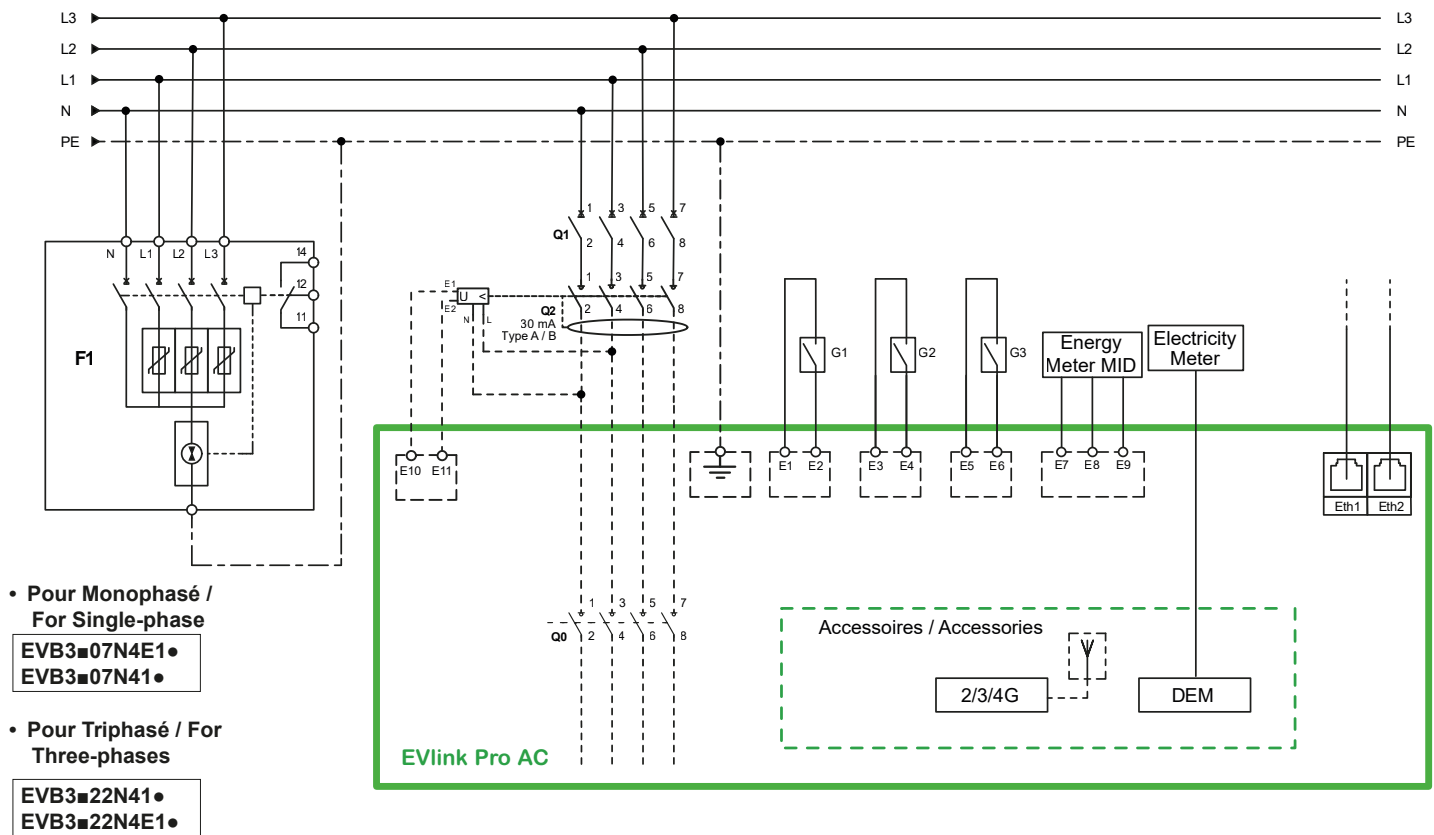 L3 L3
L2 L2
L1 L1
N N
PE PE
1 3 5 7
Q1
2 4 6 8
N L1 L2 L3 14
12
11
F1
E1
E2
U <
N L
1 3 5 7
Q2 2 4 6 8
30 mA
Type A / B
G1 G2 G3
Energy
Meter MID
Electricity
Meter
E10 E11
E1 E2 E3 E4 E5 E6 E7 E8 E9
Eth1 Eth2
1 3 5 7
Q0 2 4 6 8
Accessoires / Accessories
2/3/4G DEM
EVlink Pro AC
• Pour Monophasé /
For Single-phase
EVB3■07N4E1●
EVB3■07N41●
• Pour Triphasé / For
Three-phases
EVB3■22N41●
EVB3■22N4E1●